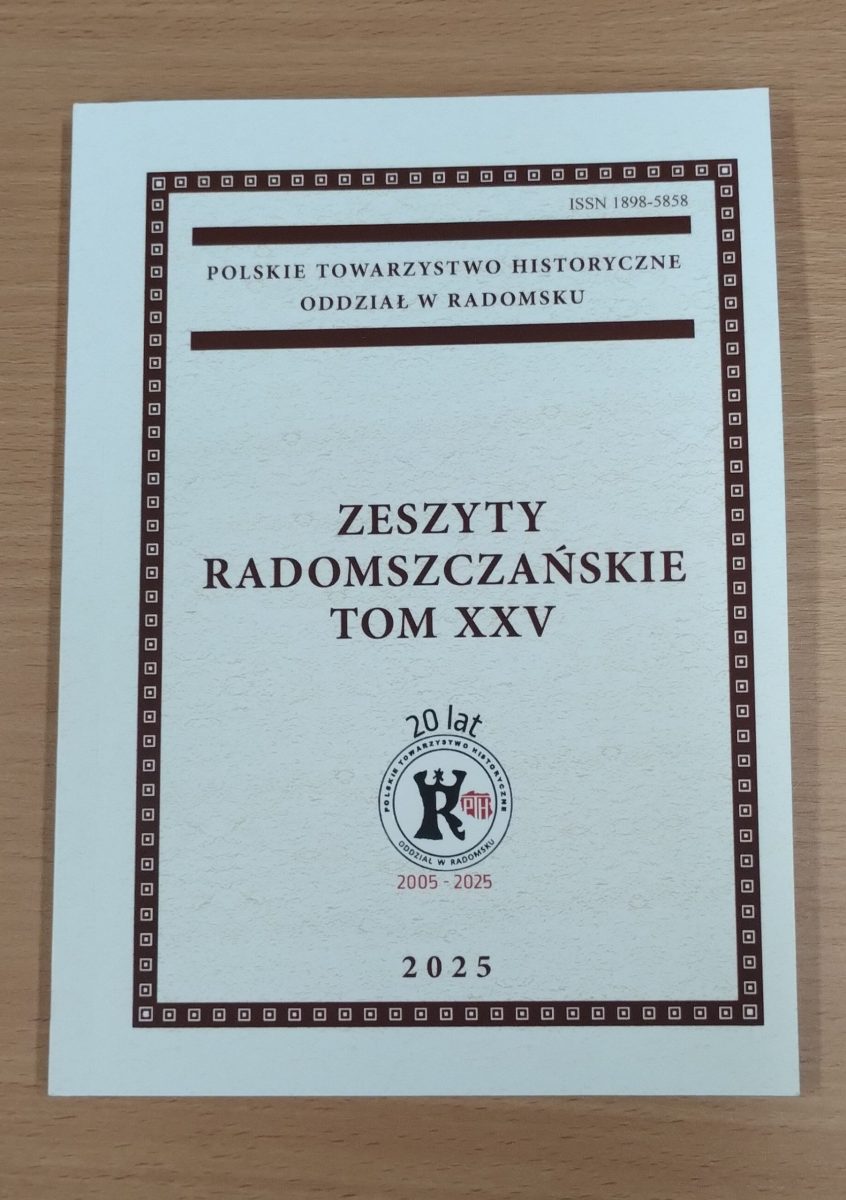 ISSN 1898-5858
POLSKIE TOWARZYSTWO HISTORYCZNE
ODDZIAŁ W RADOMSKU
ZESZYTY
RADOMSZCZAŃSKIE
TOM XXV
20 lat
POLSKIE TOWARZYSTWO HISTORYCZNE
R
PTH
ODDZIAŁ W RADOMSKU
2005 - 2025
2025